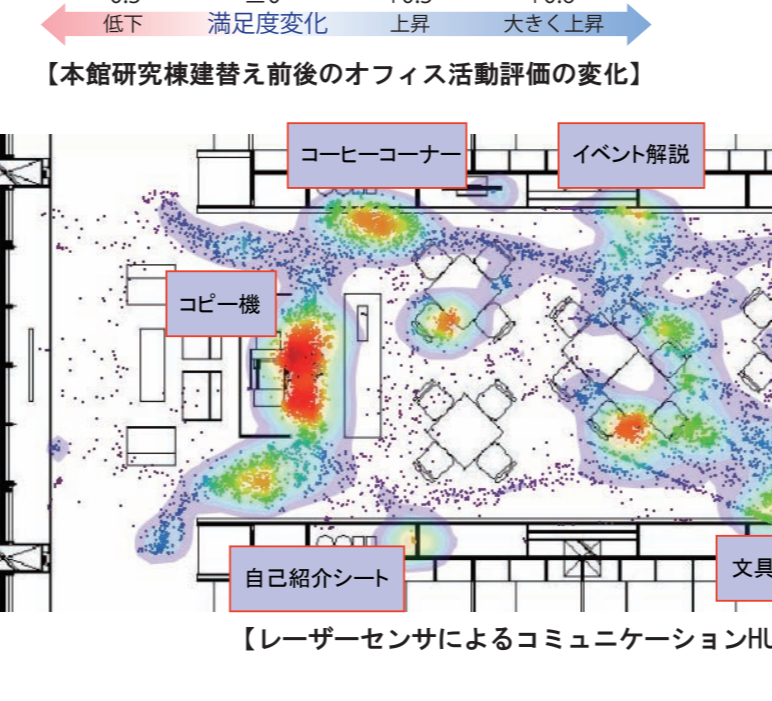 低下 満足度変化 上昇 大きく上昇
【本館研究棟建替え前後のオフィス活動評価の変化】
コーヒーコーナー イベント解説
コピー機
自己紹介シート 文具
【レーザーセンサによるコミュニケーションHU